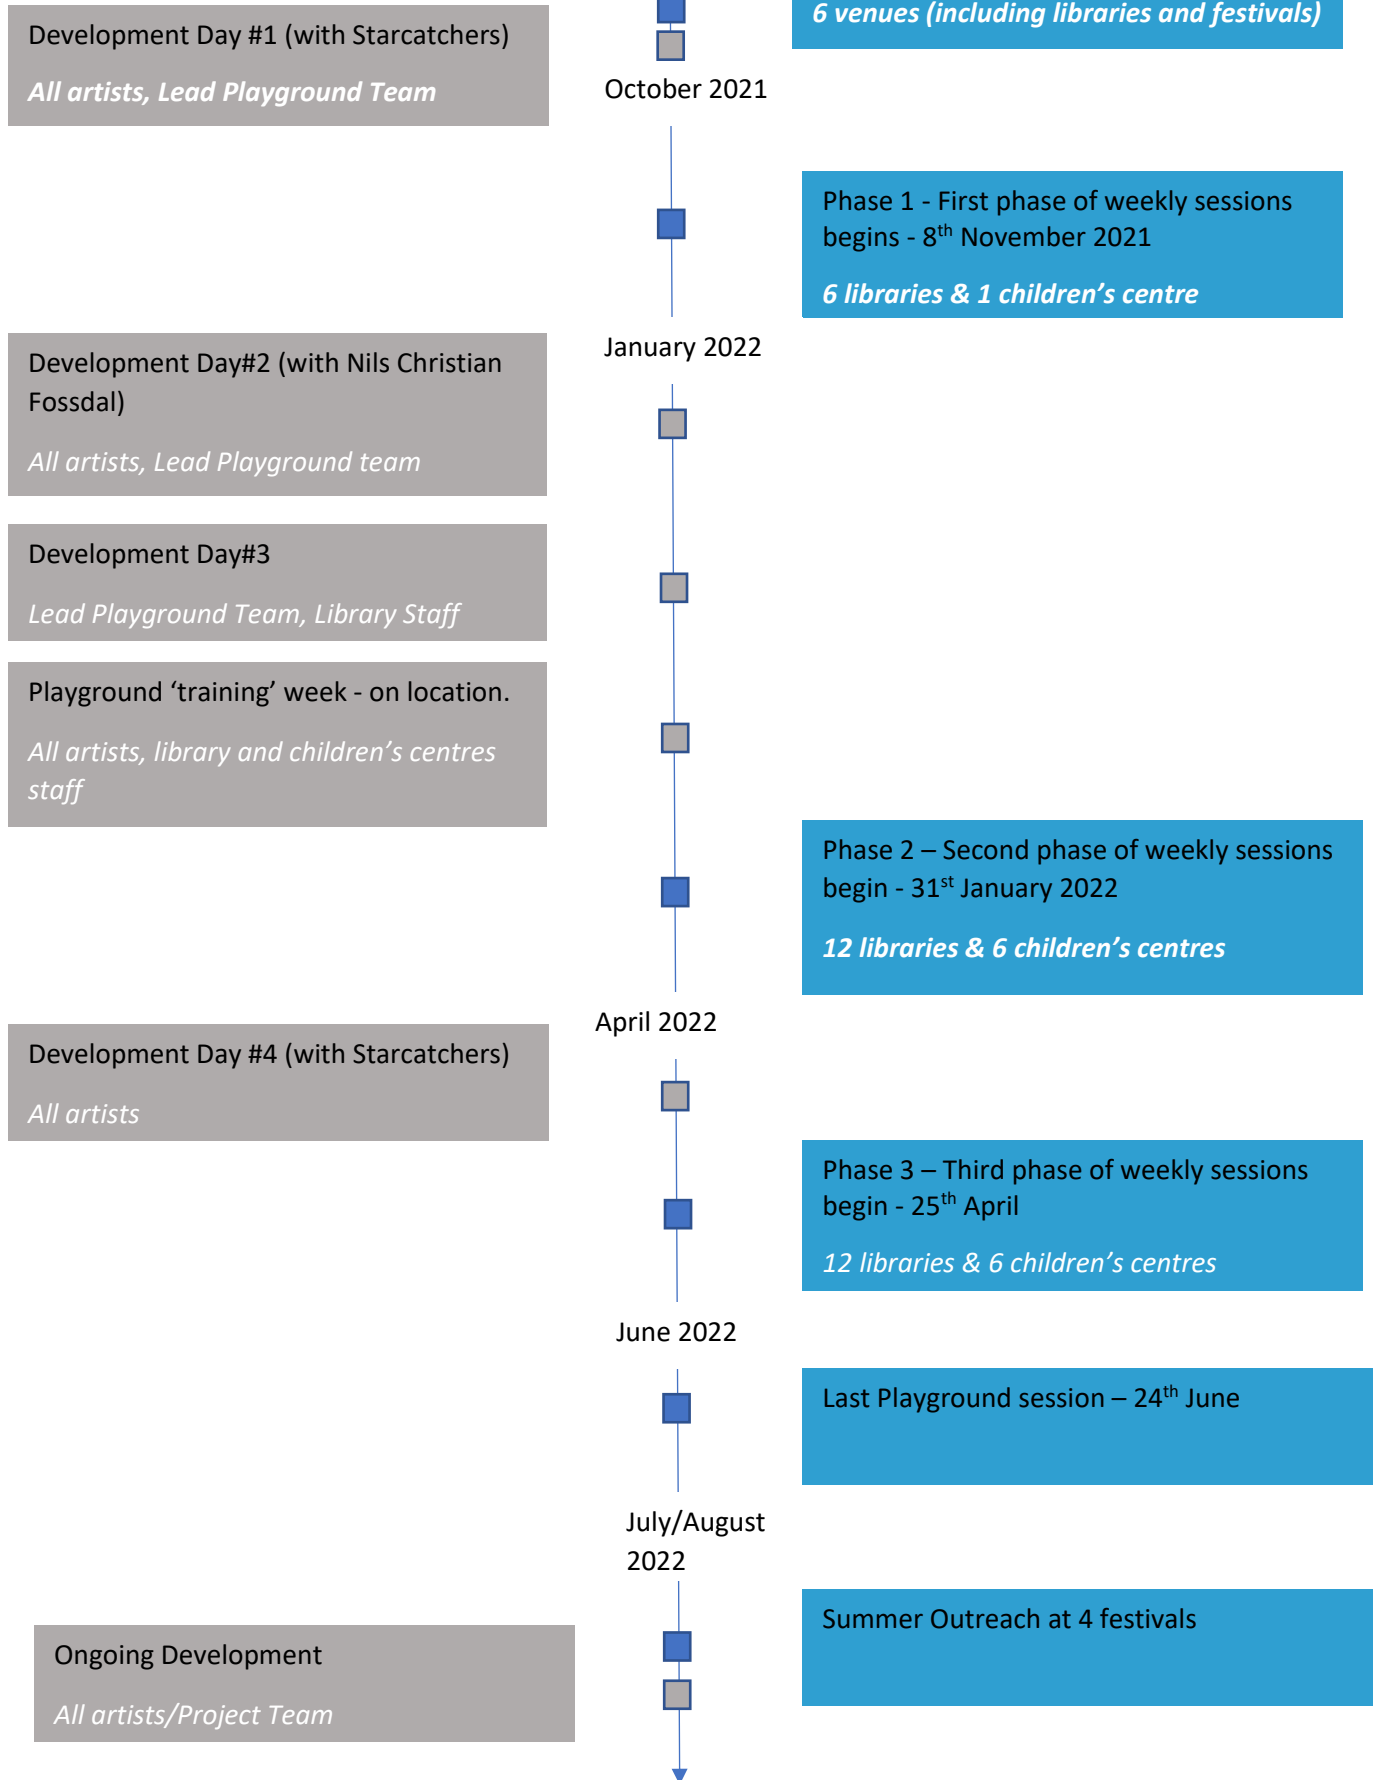 6 venues (including libraries and festivals)
Development Day #1 (with Starcatchers)
All artists, Lead Playground Team
October 2021
Phase 1 - First phase of weekly sessions
begins - 8th November 2021
6 libraries & 1 children’s centre
January 2022
Development Day#2 (with Nils Christian
Fossdal)
All artists, Lead Playground team
Development Day#3
Lead Playground Team, Library Staff
Playground ‘training’ week - on location.
All artists, library and children’s centres
staff
Phase 2 – Second phase of weekly sessions
begin - 31st January 2022
12 libraries & 6 children’s centres
April 2022
Development Day #4 (with Starcatchers)
All artists
Phase 3 – Third phase of weekly sessions
begin - 25th April
12 libraries & 6 children’s centres
June 2022
Last Playground session – 24th June
July/August
2022
Summer Outreach at 4 festivals
Ongoing Development
All artists/Project Team